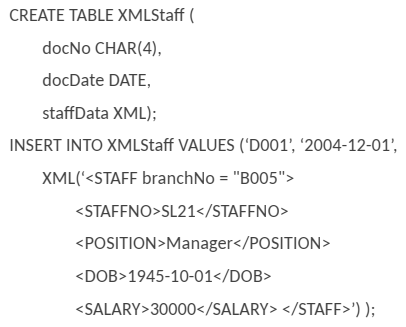 CREATE TABLE XMLStaff (
docNo CHAR(4),
docDate DATE,
staffData XML);
INSERT INTO XMLStaff VALUES (‘D001’, ‘2004-12-01’,
XML(‘<STAFF branchNo = "B005">
<STAFFNO>SL21</STAFFNO>
<POSITION>Manager</POSITION>
<DOB>1945-10-01</DOB>
<SALARY>30000</SALARY> </STAFF>’) );